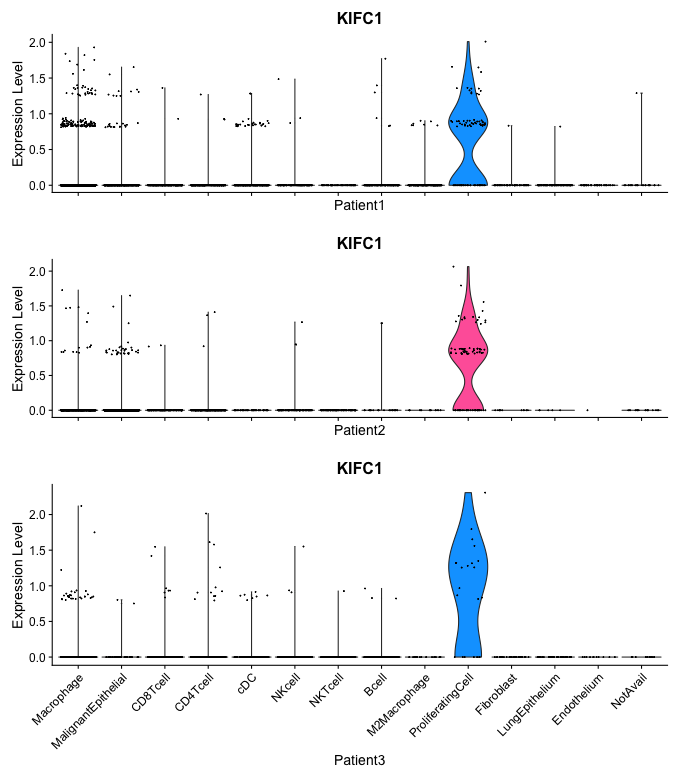 KIFC1
Expression Level
2.0
1.5
1.0
0.5
0.0
Patient1
KIFC1
Expression Level
2.0
1.5
1.0
0.5
0.0
Patient2
KIFC1
Expression Level
2.0
1.5
1.0
0.5
0.0
Macrophage
MalignantEpithelial
CD8Tcell
CD4Tcell
cDC
NKcell
NKTcell
Bcell
M2Macrophage
ProliferatingCell
Fibroblast
LungEpithelium
Endothelium
NotAvail
Patient3